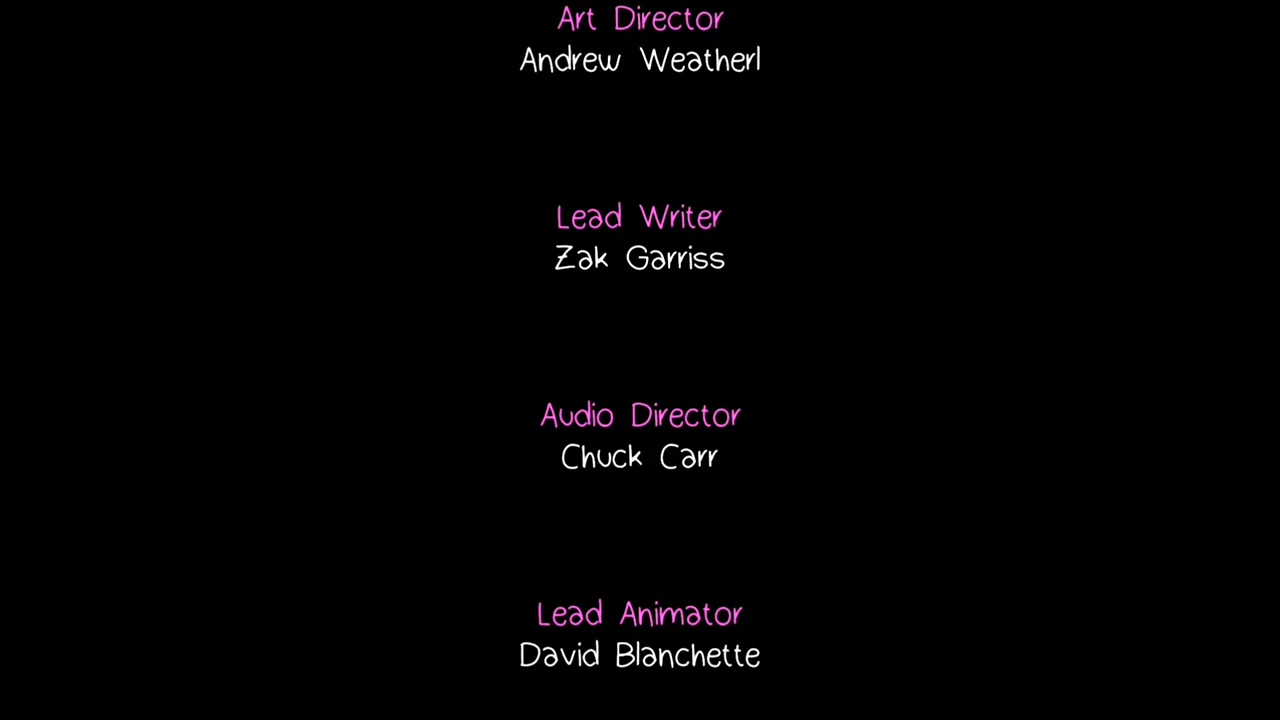 Art Director
Andrew Weatherl
Lead Writer
Zak Garriss
Audio Director
Chuck Carr
Lead Animator
David Blanchette